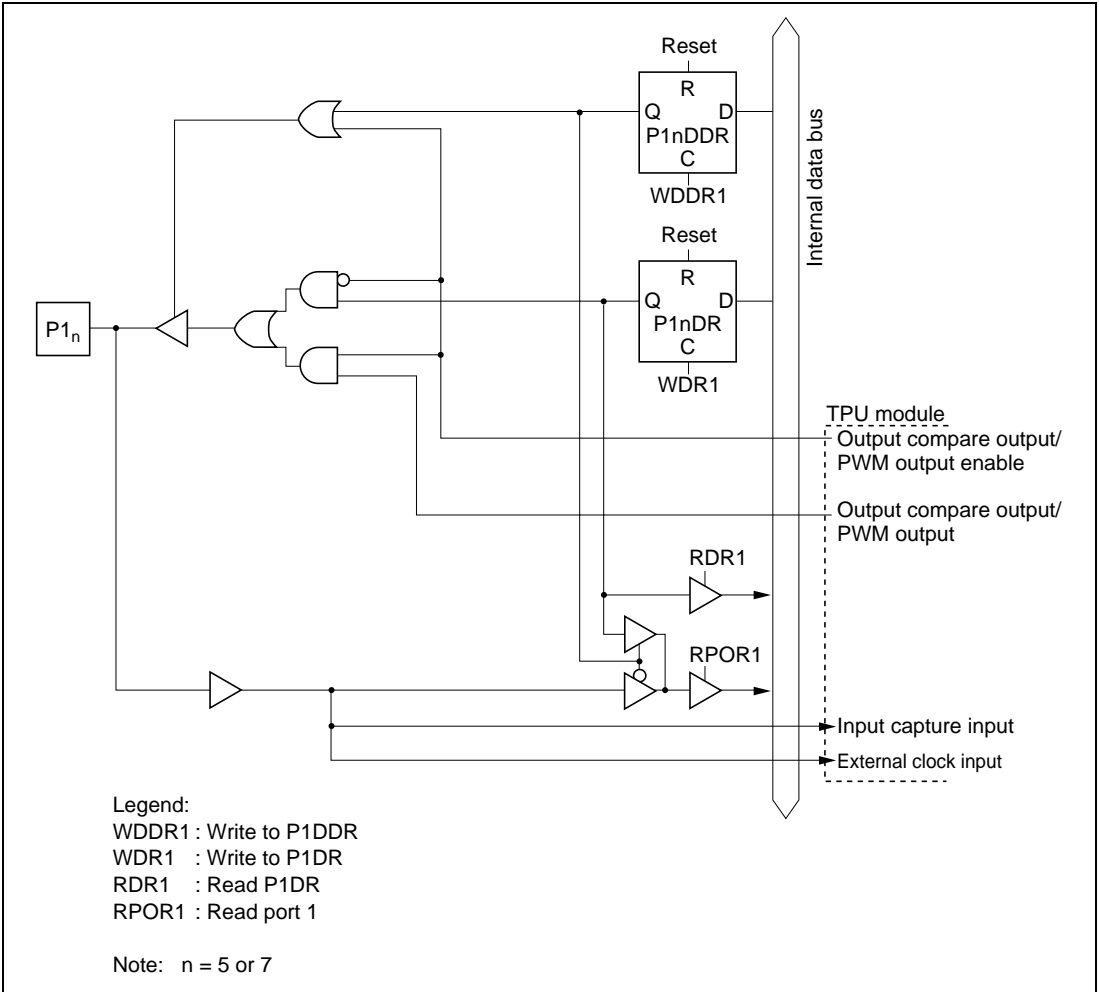 Reset
R
Q D
P1nDDR
C
WDDR1
Internal data bus
Reset
R
Q D
P1nDR
C
WDR1
P1n
TPU module
Output compare output/
PWM output enable
Output compare output/
PWM output
RDR1
RPOR1
Input capture input
External clock input
Legend:
WDDR1 : Write to P1DDR
WDR1 : Write to P1DR
RDR1 : Read P1DR
RPOR1 : Read port 1
Note: n = 5 or 7